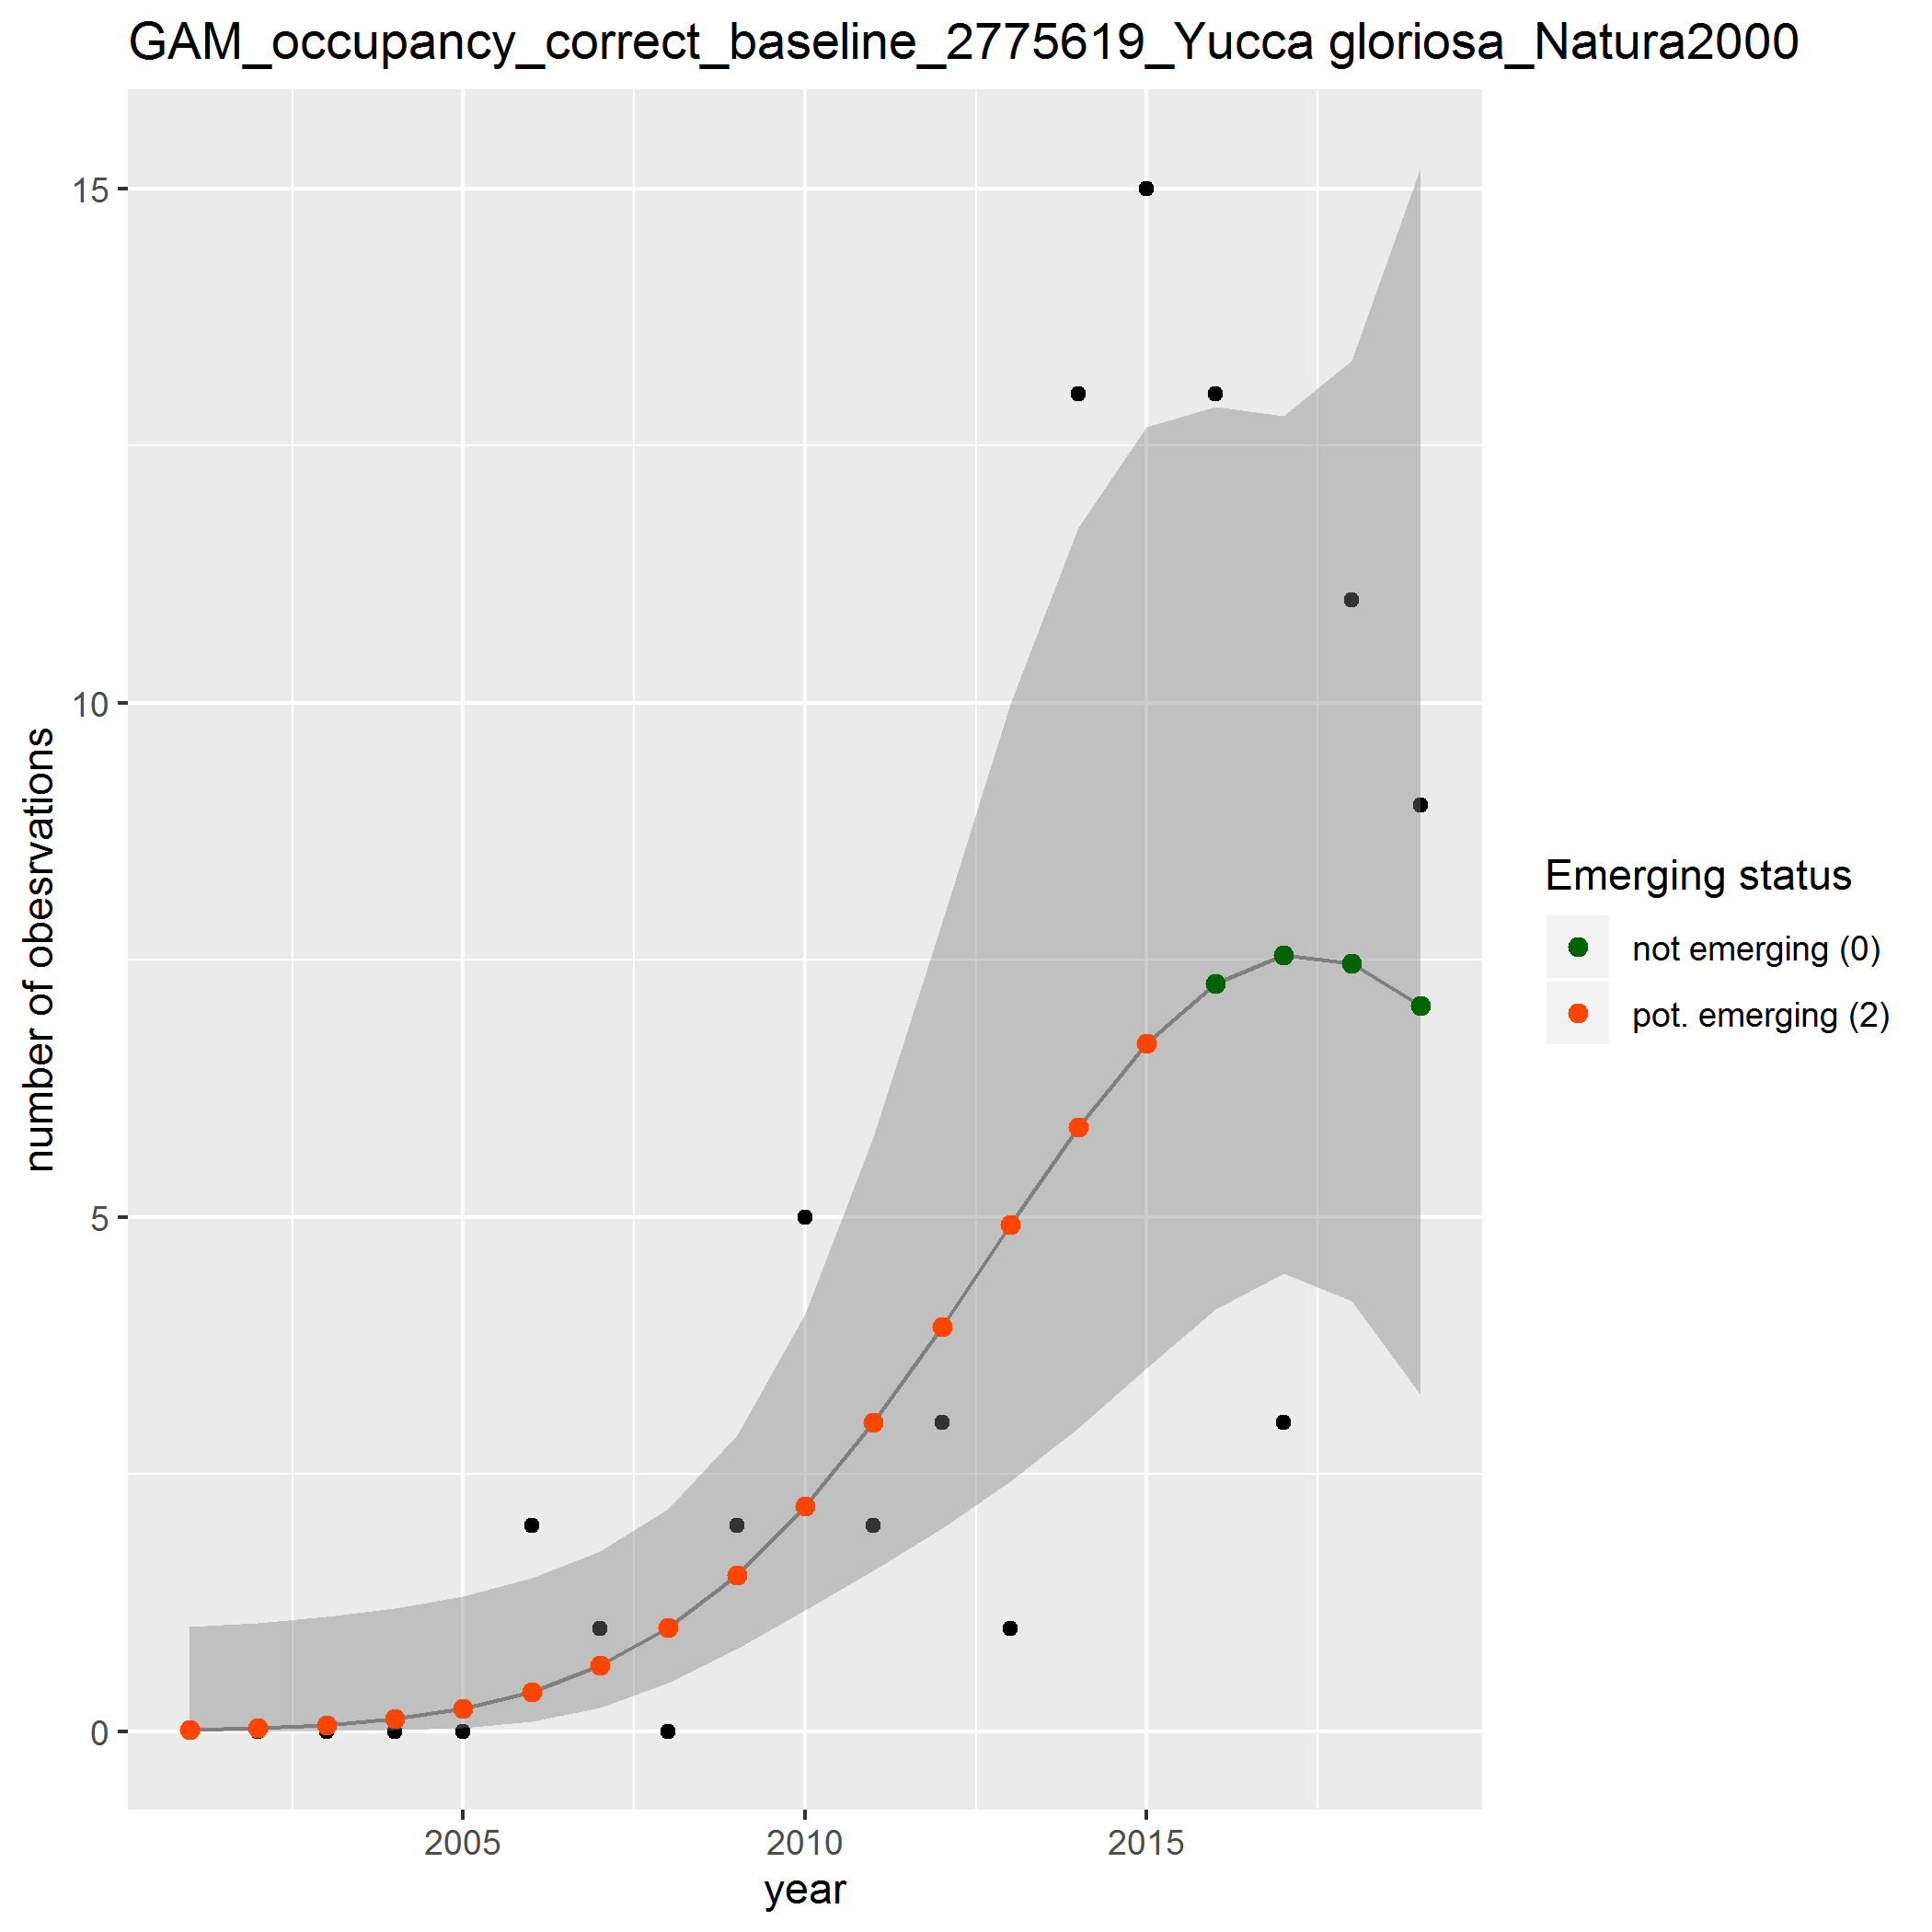 GAM_occupancy_correct_baseline_2775619_Yucca gloriosa_Natura2000
15
10
5
0
number of obesrvations
2005
2010
2015
year
Emerging status
not emerging (0)
pot. emerging (2)